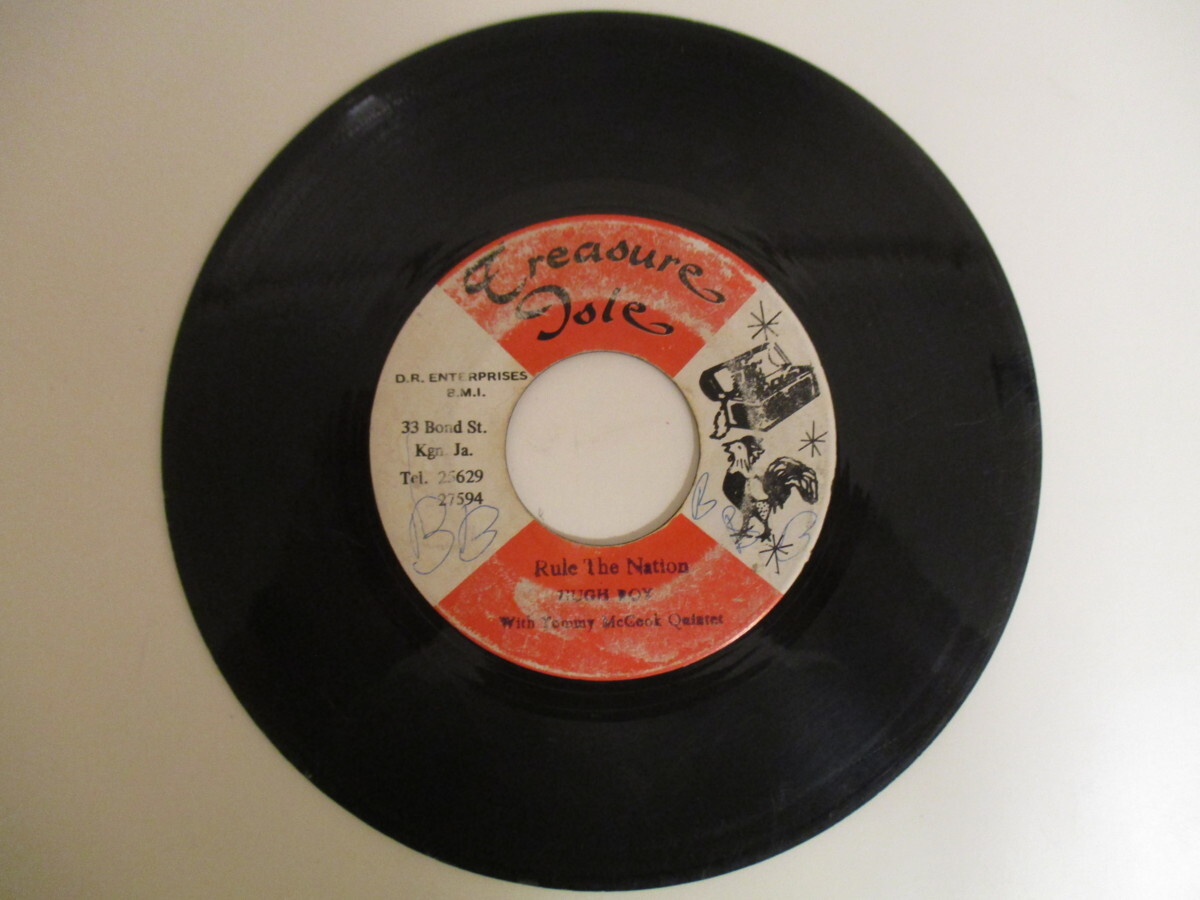 Treasure
Isle
D.R. ENTERPRISES
B.M.I.
33 Bond St.
Kgn. Ja.
Tel. 25629
27594
BB
B
B B
Rule The Nation
HUGH ROY
With Tommy McCook Quintet